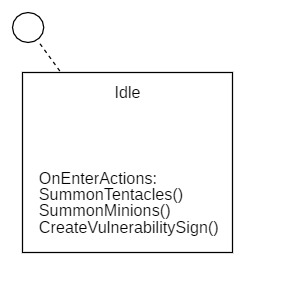 Idle
OnEnterActions:
SummonTentacles()
SummonMinions()
CreateVulnerabilitySign()